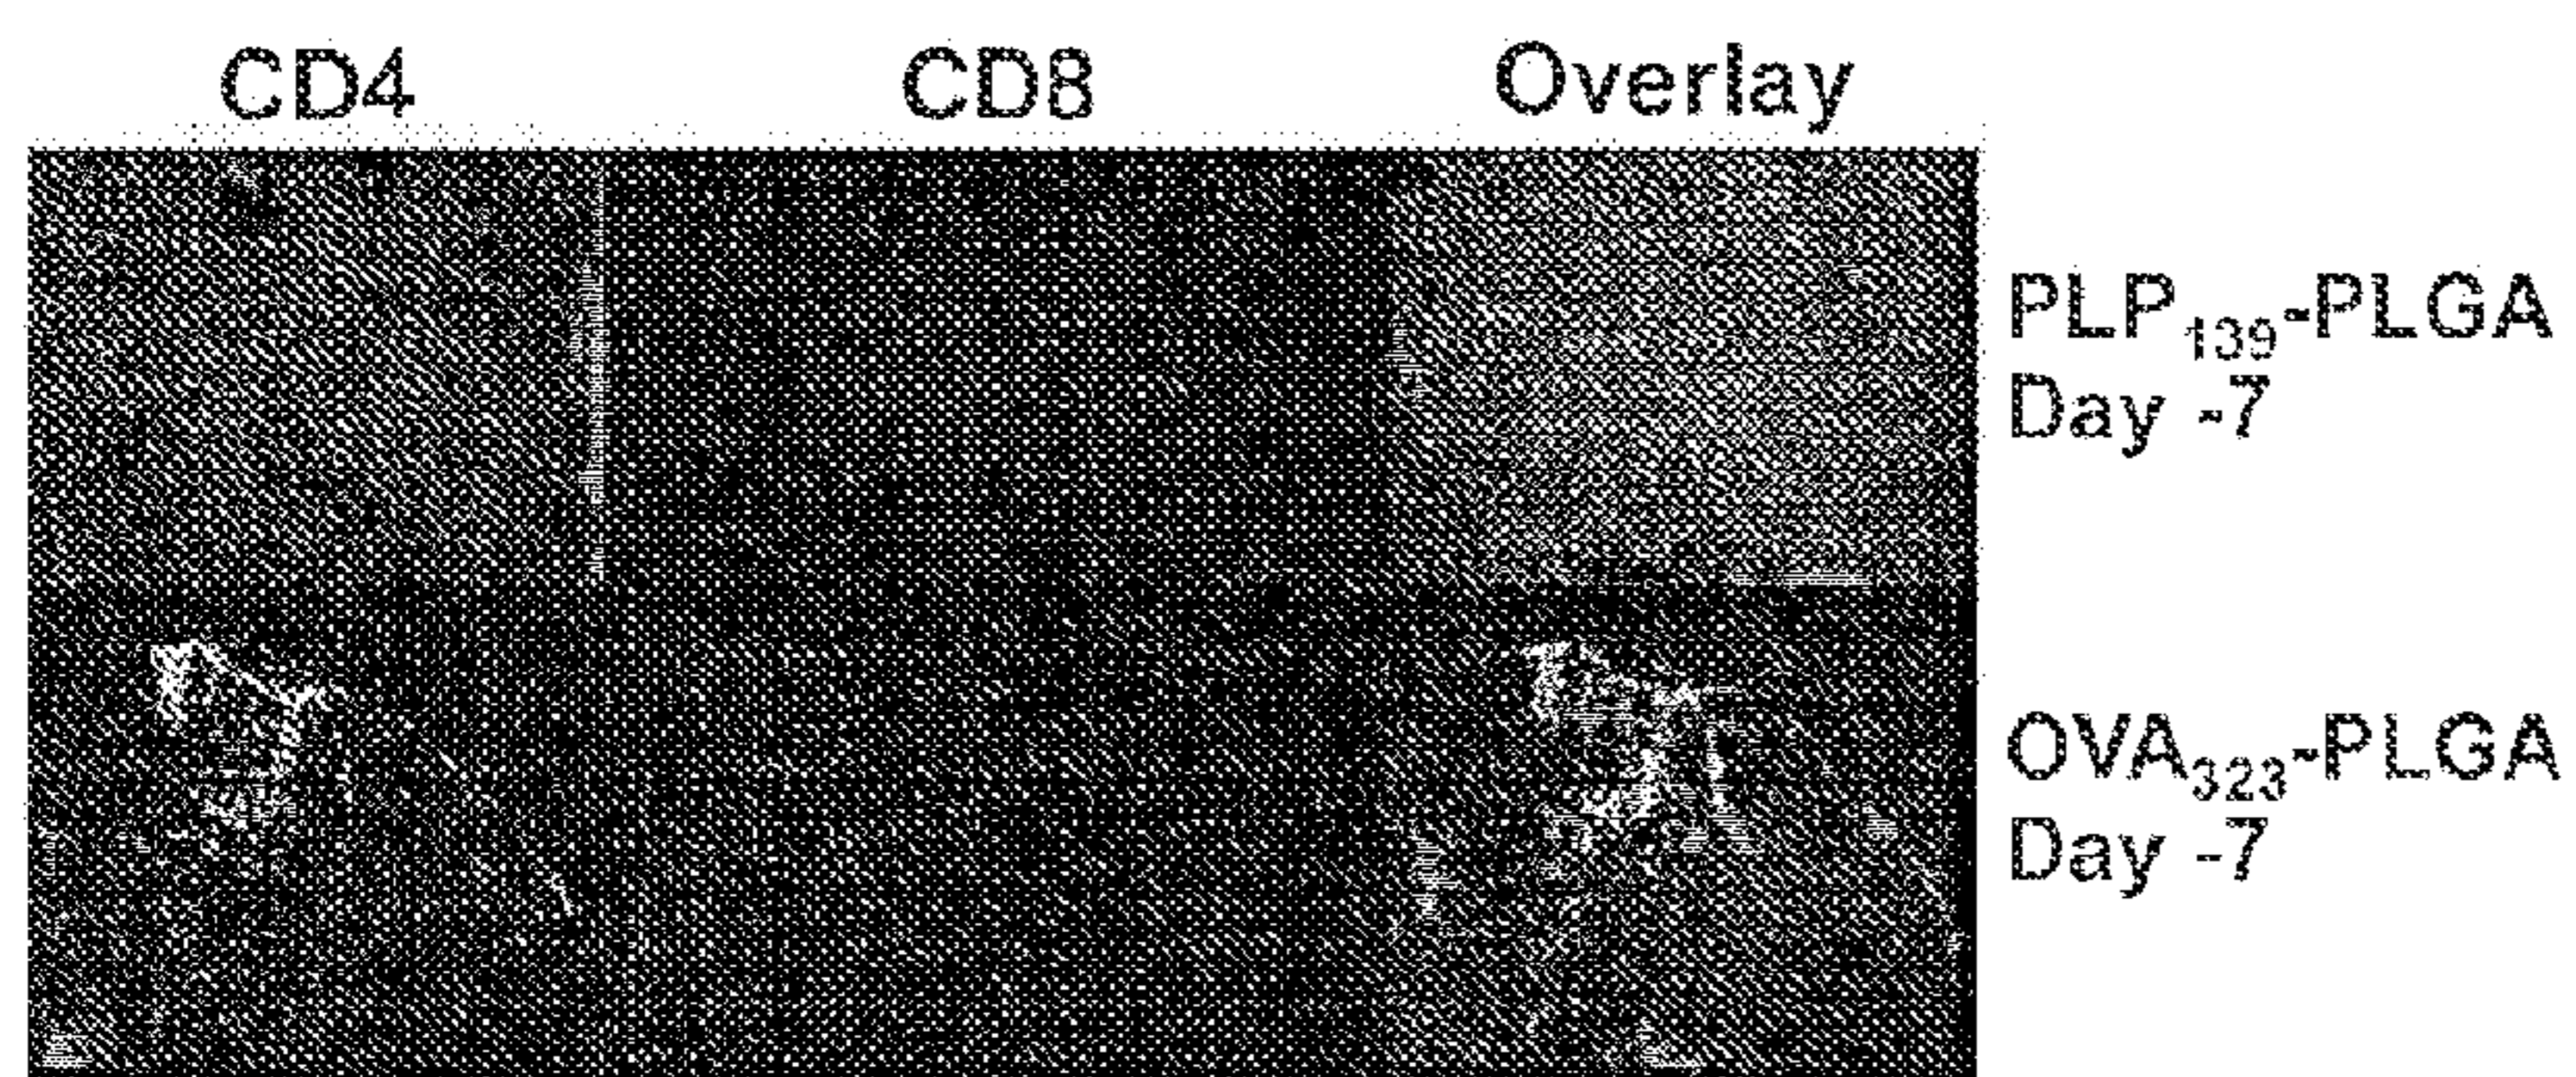 CD4 CD8 Overlay
PLP₁₃₉-PLGA
Day -7
OVA₃₂₃-PLGA
Day -7